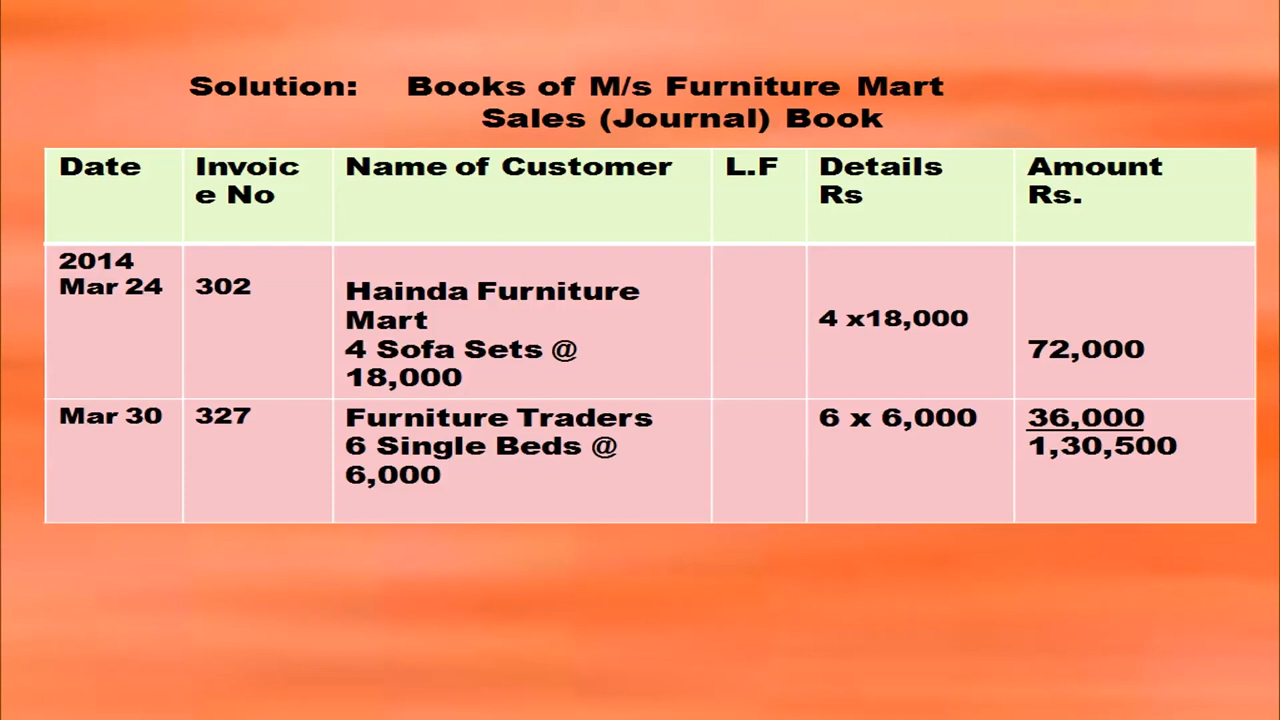 Solution: Books of M/s Furniture Mart
Sales (Journal) Book
Date Invoic Name of Customer L.F Details Amount
e No Rs Rs.
2014
Mar 24 302 Hainda Furniture
Mart 4 x18,000
4 Sofa Sets @ 72,000
18,000
Mar 30 327 Furniture Traders 6 x 6,000 36,000
6 Single Beds @ 1,30,500
6,000